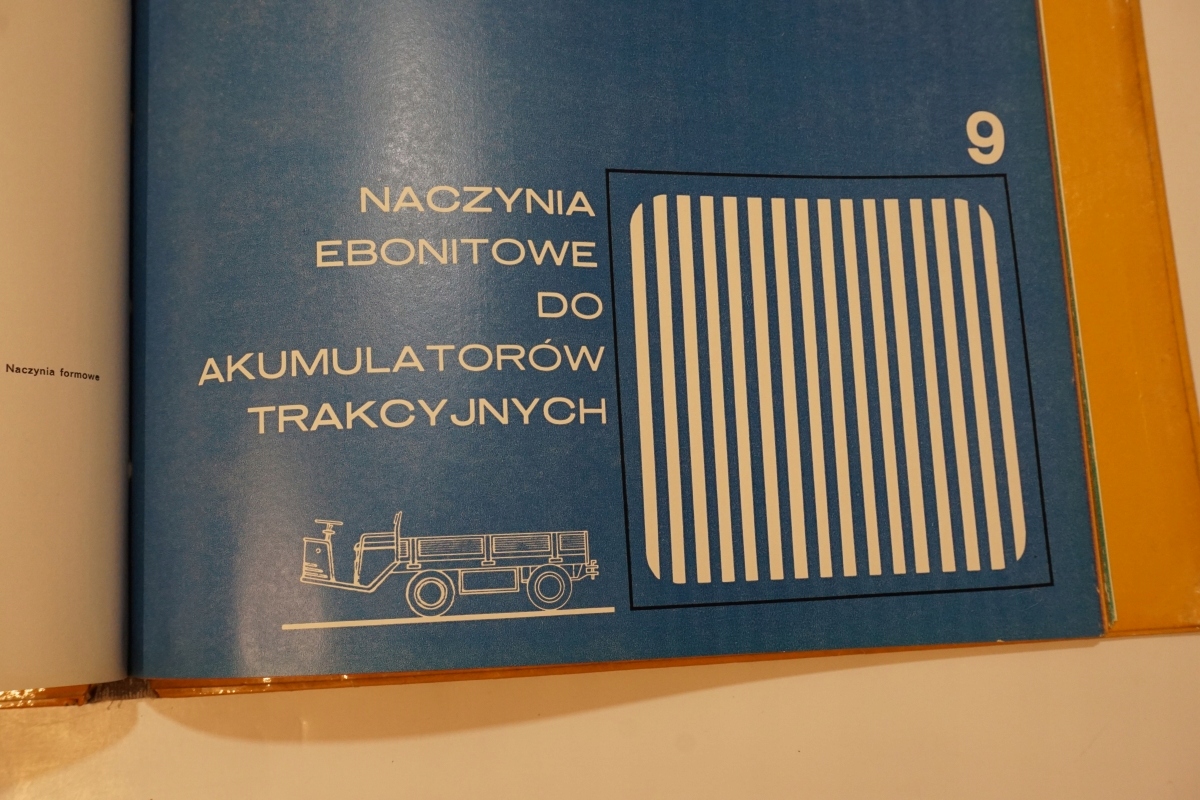 Naczynia formowe
9
NACZYNIA
EBONITOWE
DO
AKUMULATORÓW
TRAKCYJNYCH